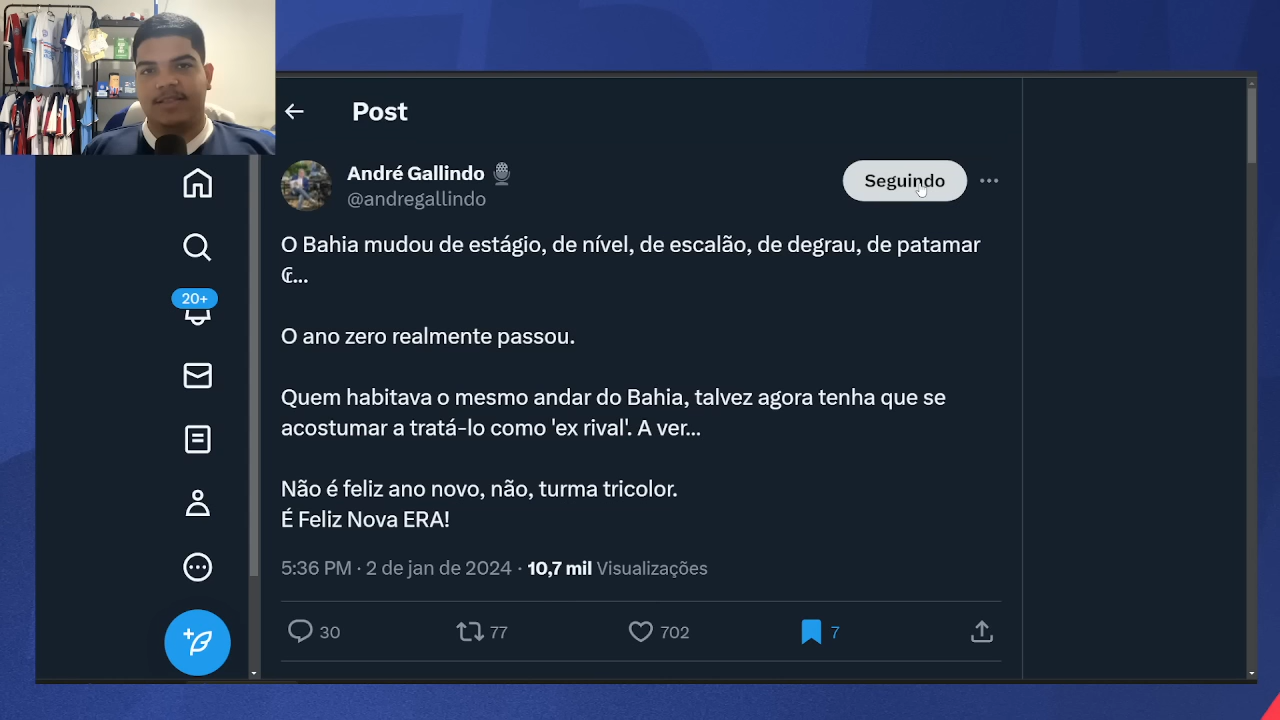 Post
André Gallindo
@andregallindo
Seguindo
O Bahia mudou de estágio, de nível, de escalão, de degrau, de patamar
₢...
20+
O ano zero realmente passou.
Quem habitava o mesmo andar do Bahia, talvez agora tenha que se
acostumar a tratá-lo como 'ex rival'. A ver...
Não é feliz ano novo, não, turma tricolor.
É Feliz Nova ERA!
5:36 PM · 2 de jan de 2024 · 10,7 mil Visualizações
30 77 702 7